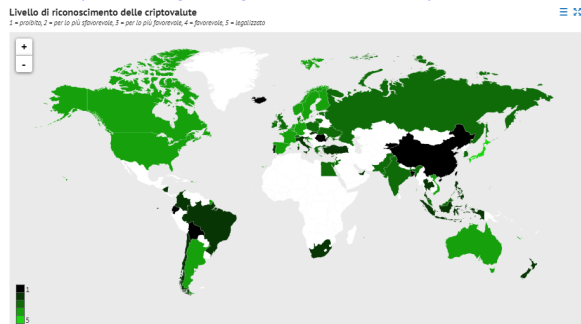 Livello di riconoscimento delle criptovalute
1 = proibito, 2 = per lo più sfavorevole, 3 = per lo più favorevole, 4 = favorevole, 5 = legalizzato
+
-
1
5